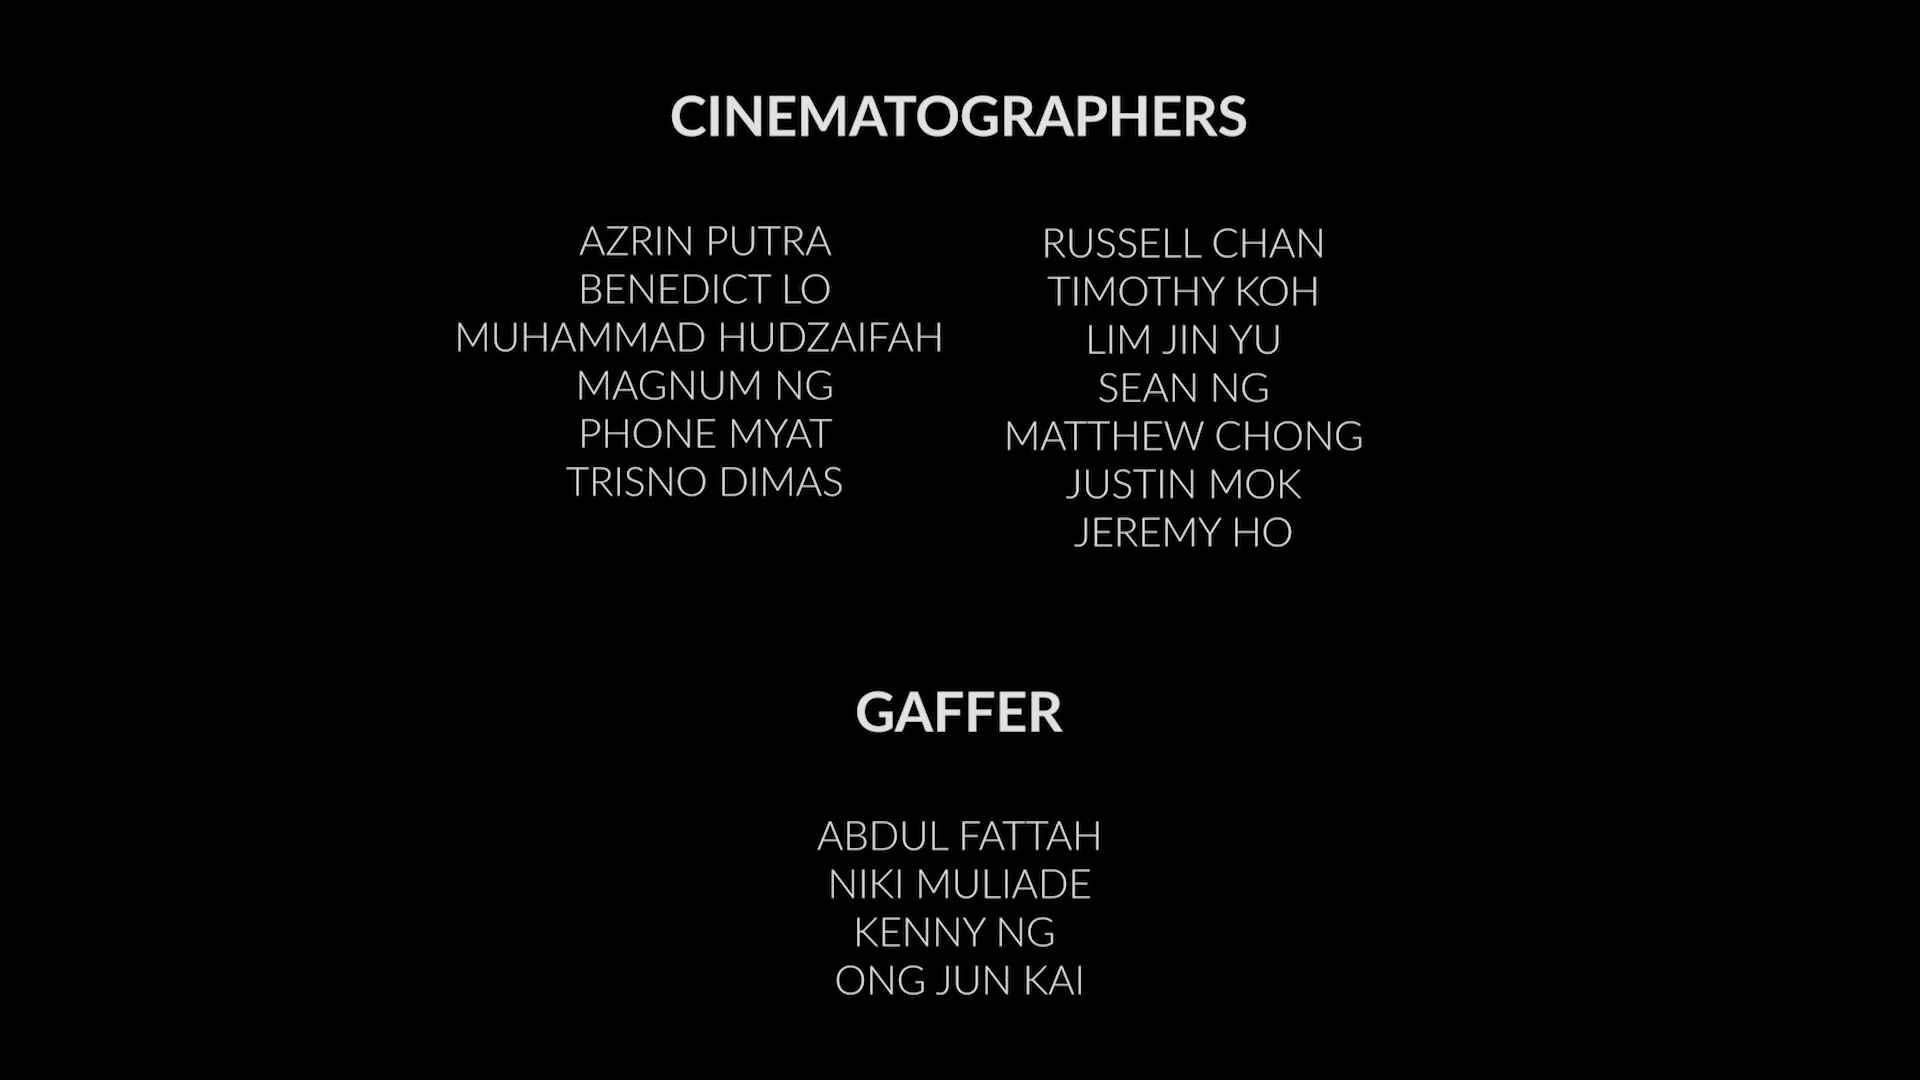 CINEMATOGRAPHERS
AZRIN PUTRA
BENEDICT LO
MUHAMMAD HUDZAIFAH
MAGNUM NG
PHONE MYAT
TRISNO DIMAS
RUSSELL CHAN
TIMOTHY KOH
LIM JIN YU
SEAN NG
MATTHEW CHONG
JUSTIN MOK
JEREMY HO
GAFFER
ABDUL FATTAH
NIKI MULIADE
KENNY NG
ONG JUN KAI